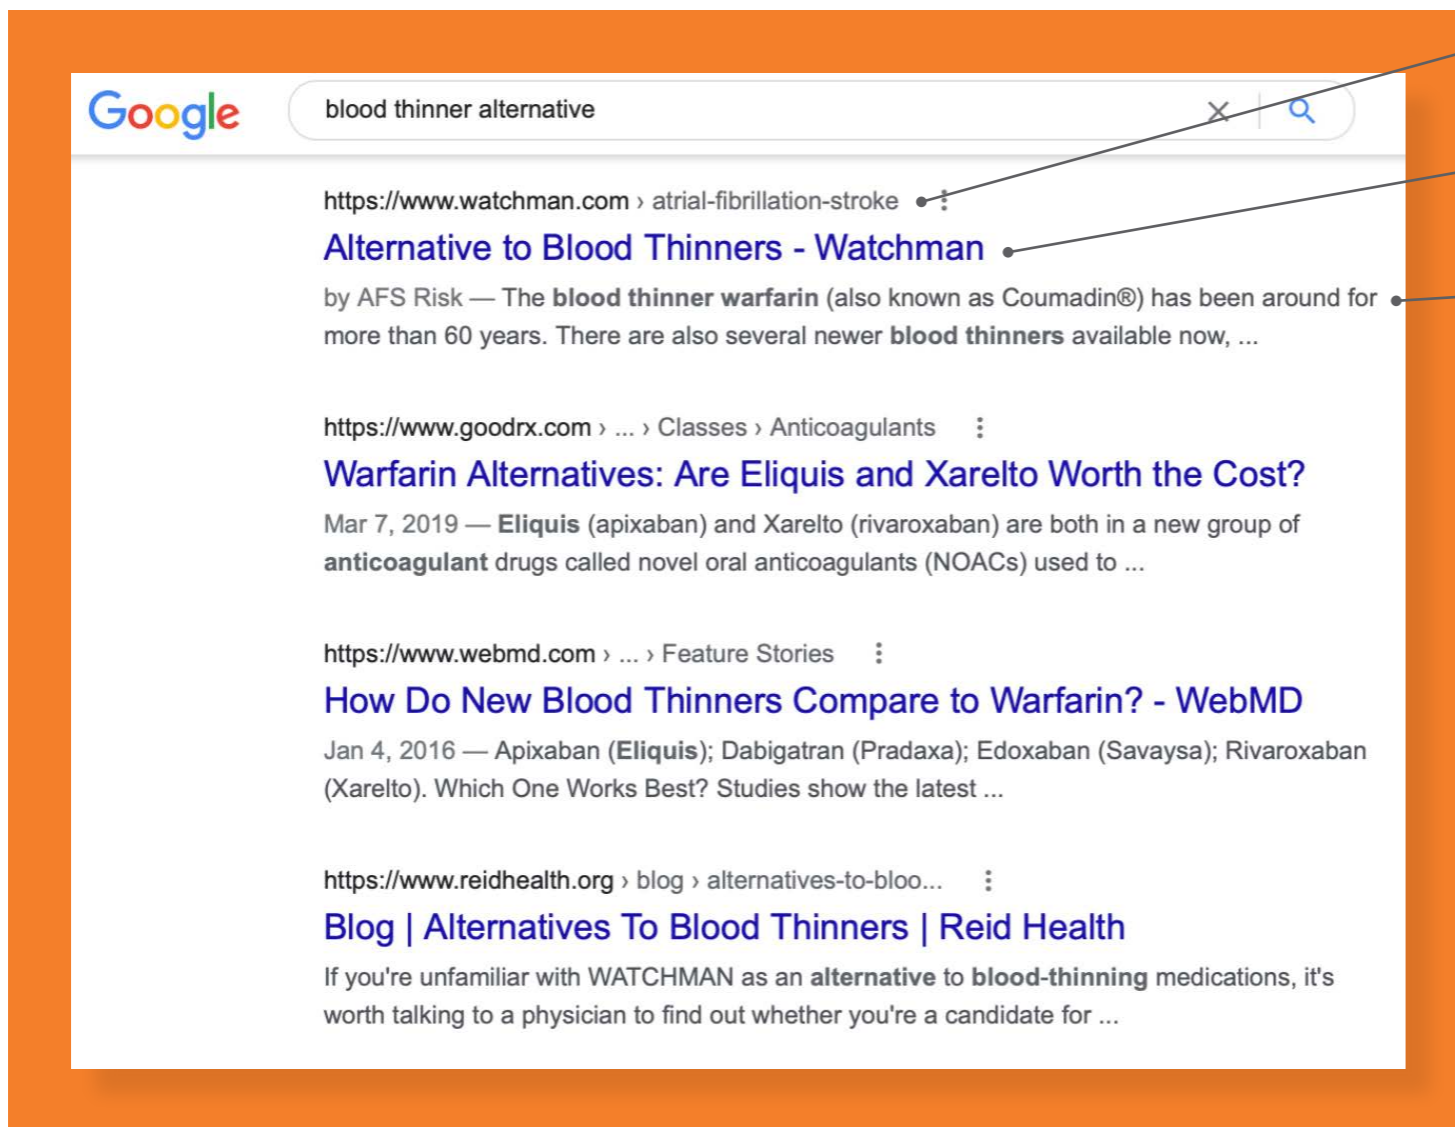 Google
blood thinner alternative
https://www.watchman.com › atrial-fibrillation-stroke
Alternative to Blood Thinners - Watchman
by AFS Risk — The blood thinner warfarin (also known as Coumadin®) has been around for
more than 60 years. There are also several newer blood thinners available now, ...
https://www.goodrx.com › ... › Classes › Anticoagulants
Warfarin Alternatives: Are Eliquis and Xarelto Worth the Cost?
Mar 7, 2019 — Eliquis (apixaban) and Xarelto (rivaroxaban) are both in a new group of
anticoagulant drugs called novel oral anticoagulants (NOACs) used to ...
https://www.webmd.com › ... › Feature Stories
How Do New Blood Thinners Compare to Warfarin? - WebMD
Jan 4, 2016 — Apixaban (Eliquis); Dabigatran (Pradaxa); Edoxaban (Savaysa); Rivaroxaban
(Xarelto). Which One Works Best? Studies show the latest ...
https://www.reidhealth.org › blog › alternatives-to-bloo...
Blog | Alternatives To Blood Thinners | Reid Health
If you're unfamiliar with WATCHMAN as an alternative to blood-thinning medications, it's
worth talking to a physician to find out whether you're a candidate for ...